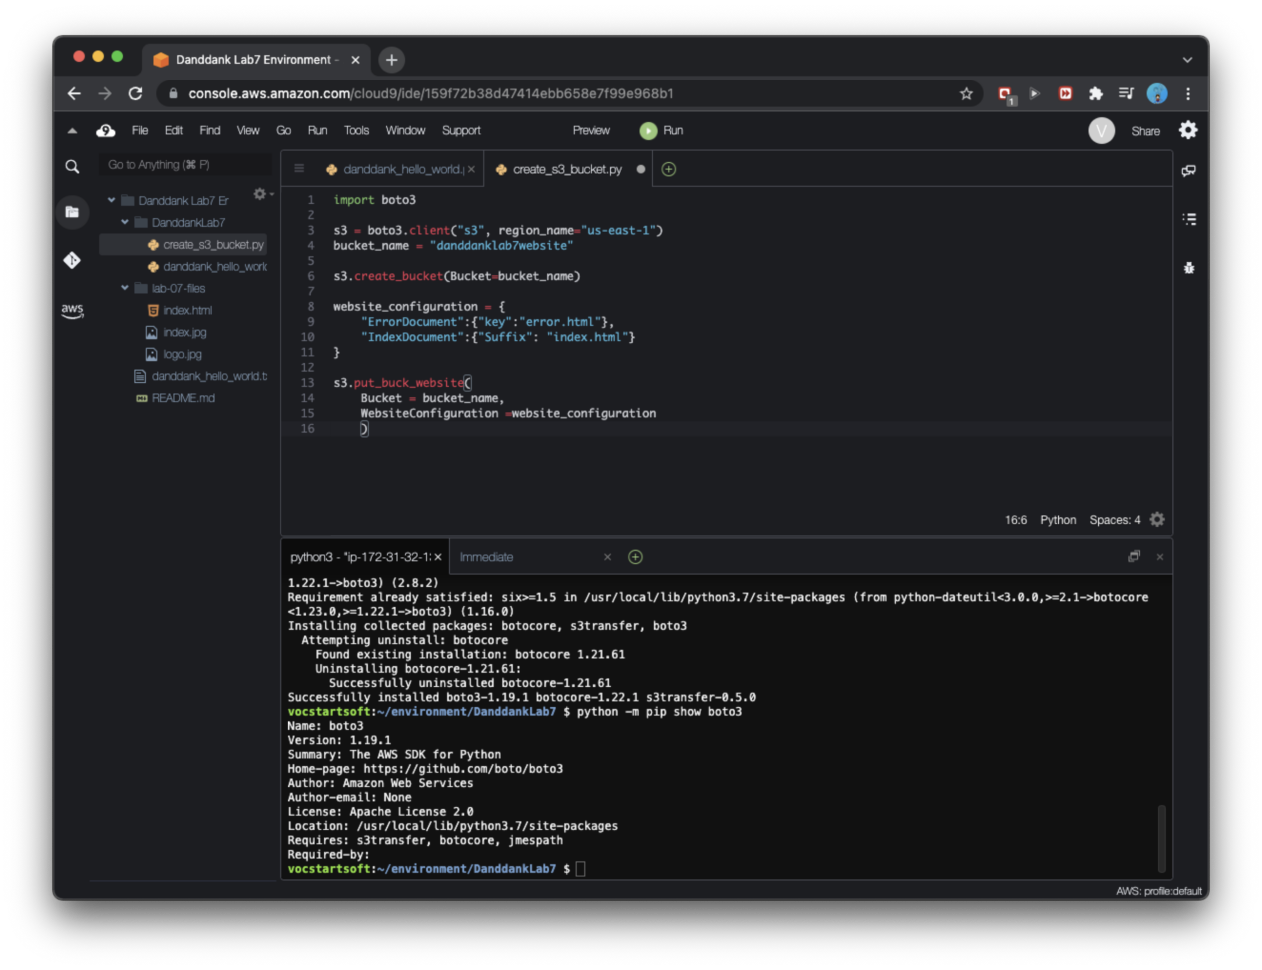 Danddank Lab7 Environment -
console.aws.amazon.com/cloud9/ide/159f72b38d47414ebb658e7f99e968b1
1
9 File Edit Find View Go Run Tools Window Support Preview Run V Share
Go to Anything (⌘ P)
Danddank Lab7 Er
DanddankLab7
create_s3_bucket.py
danddank_hello_work
lab-07-files
index.html
index.jpg
logo.jpg
danddank_hello_world.t
README.md
aws
danddank_hello_world.
create_s3_bucket.py
1 import boto3
2
3 s3 = boto3.client("s3", region_name="us-east-1")
4 bucket_name = "danddanklab7website"
5
6 s3.create_bucket(Bucket=bucket_name)
7
8 website_configuration = {
9 "ErrorDocument":{"key":"error.html"},
10 "IndexDocument":{"Suffix": "index.html"}
11 }
12
13 s3.put_buck_website(
14 Bucket = bucket_name,
15 WebsiteConfiguration =website_configuration
16 )
16:6 Python Spaces: 4
python3 - "ip-172-31-32-1
Immediate
1.22.1->boto3) (2.8.2)
Requirement already satisfied: six>=1.5 in /usr/local/lib/python3.7/site-packages (from python-dateutil<3.0.0,>=2.1->botocore
<1.23.0,>=1.22.1->boto3) (1.16.0)
Installing collected packages: botocore, s3transfer, boto3
Attempting uninstall: botocore
Found existing installation: botocore 1.21.61
Uninstalling botocore-1.21.61:
Successfully uninstalled botocore-1.21.61
Successfully installed boto3-1.19.1 botocore-1.22.1 s3transfer-0.5.0
vocstartsoft:~/environment/DanddankLab7 $ python -m pip show boto3
Name: boto3
Version: 1.19.1
Summary: The AWS SDK for Python
Home-page: https://github.com/boto/boto3
Author: Amazon Web Services
Author-email: None
License: Apache License 2.0
Location: /usr/local/lib/python3.7/site-packages
Requires: s3transfer, botocore, jmespath
Required-by:
vocstartsoft:~/environment/DanddankLab7 $
AWS: profile:default